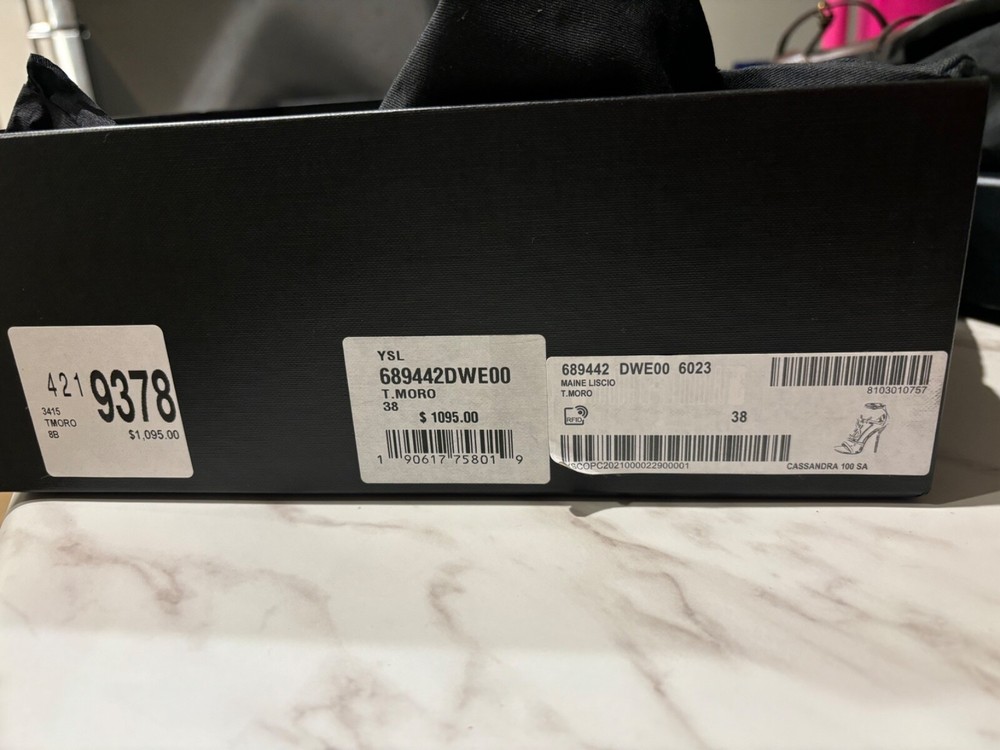 421 9378
3415
TMORO
8B
$1,095.00
YSL
689442DWE00
T.MORO
38
$ 1095.00
1 90617 75801 9
689442 DWE00 6023
MAINE LISCIO
T.MORO
8103010757
RFID
38
CASSANDRA 100 SA